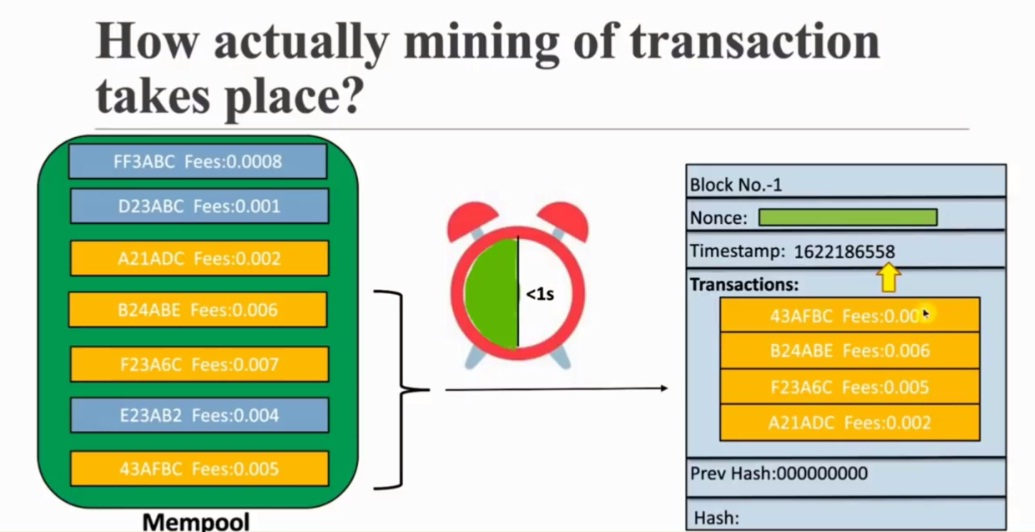 How actually mining of transaction
takes place?
FF3ABC Fees:0.0008
D23ABC Fees:0.001
A21ADC Fees:0.002
B24ABE Fees:0.006
F23A6C Fees:0.007
E23AB2 Fees:0.004
43AFBC Fees:0.005
Mempool
<1s
Block No.-1
Nonce:
Timestamp: 1622186558
Transactions:
43AFBC
B24ABE Fees:0.006
F23A6C Fees:0.005
A21ADC Fees:0.002
Prev Hash:000000000
Hash: